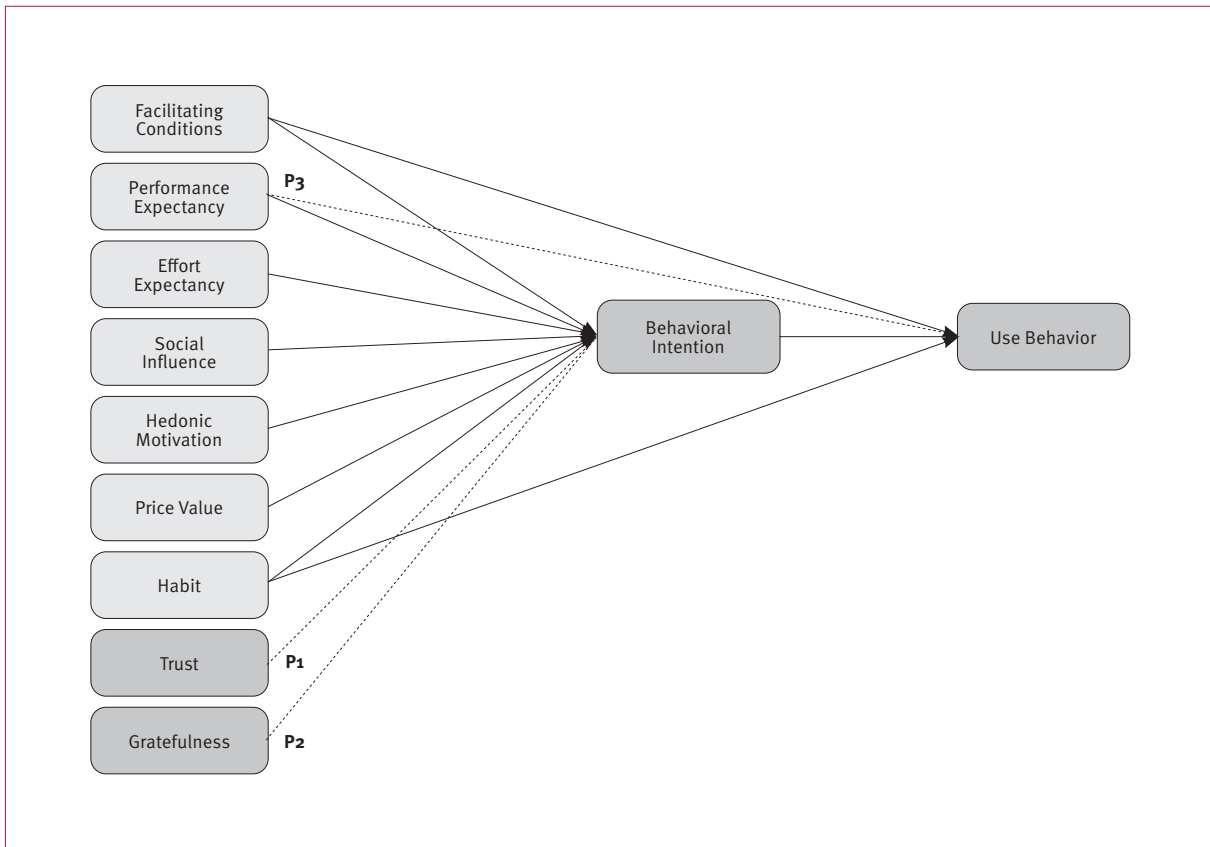 Facilitating
Conditions
Performance
Expectancy
P3
Effort
Expectancy
Social
Influence
Behavioral
Intention
Use Behavior
Hedonic
Motivation
Price Value
Habit
Trust
P1
Gratefulness
P2